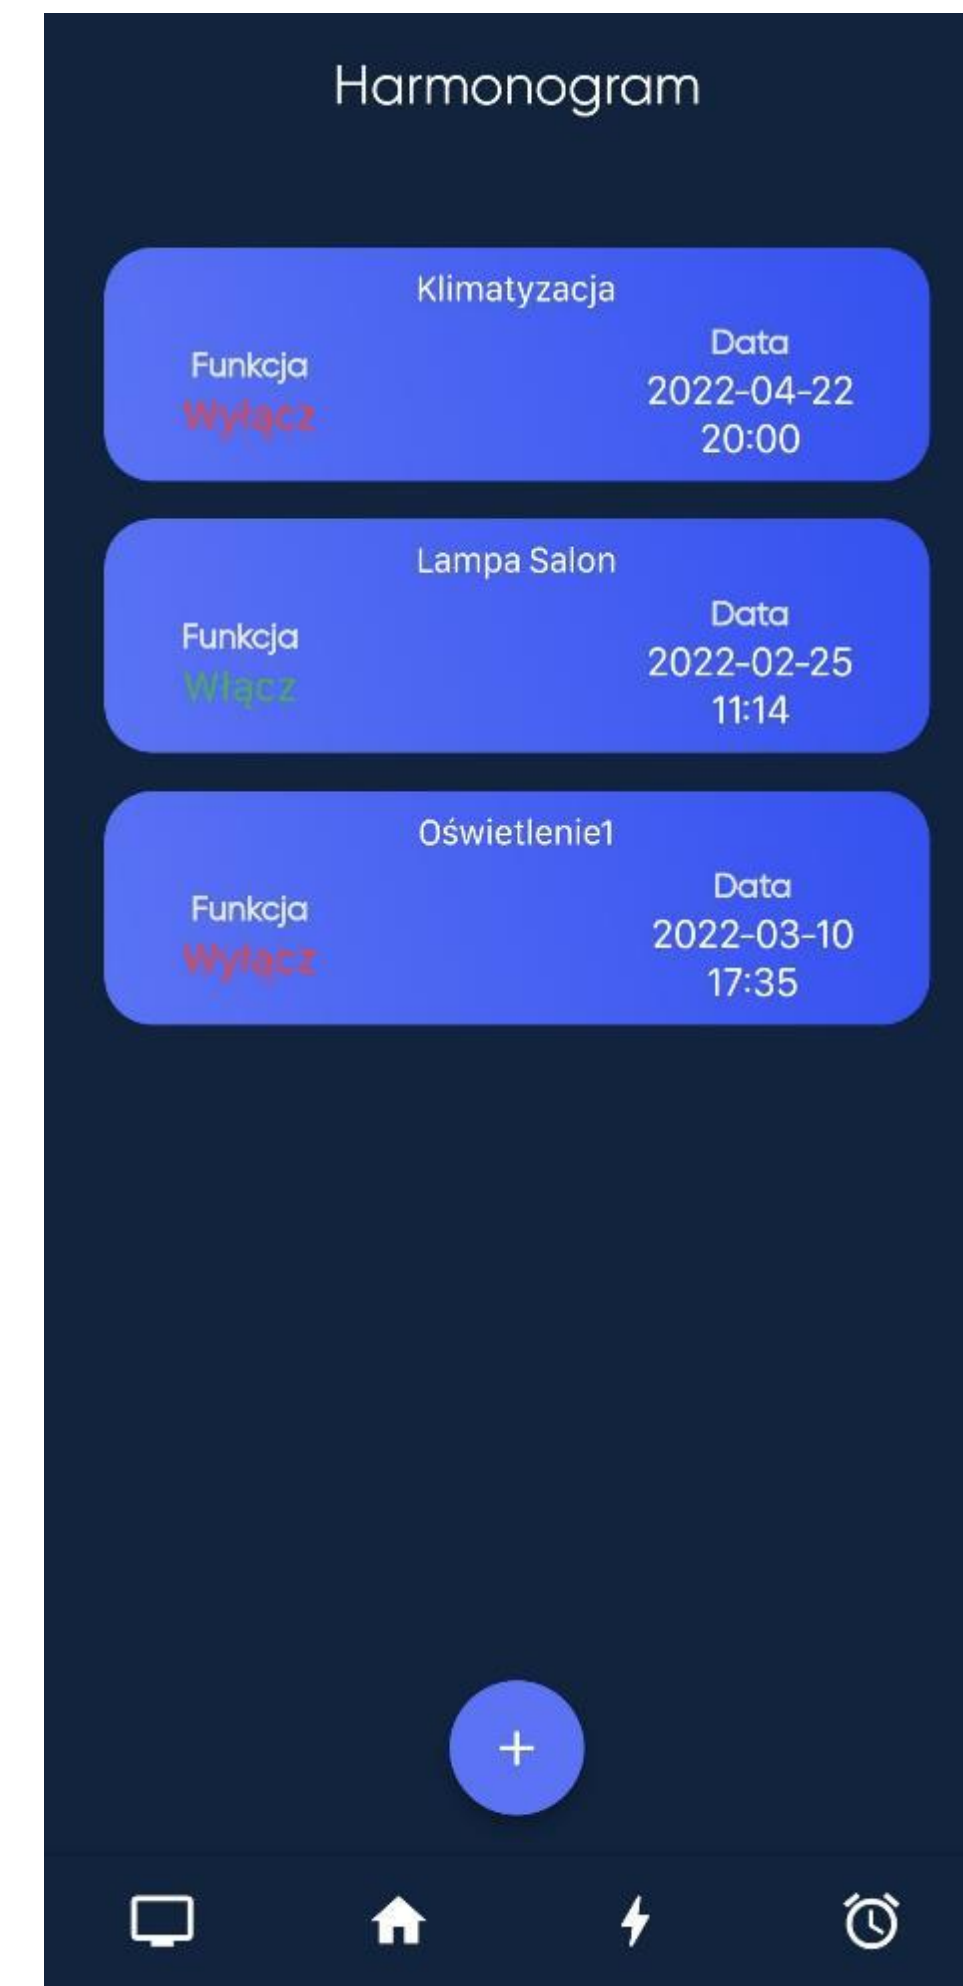 Harmonogram
Klimatyzacja
Funkcja
Wyłącz
Data
2022-04-22
20:00
Lampa Salon
Funkcja
Włącz
Data
2022-02-25
11:14
Oświetlenie1
Funkcja
Wyłącz
Data
2022-03-10
17:35
+